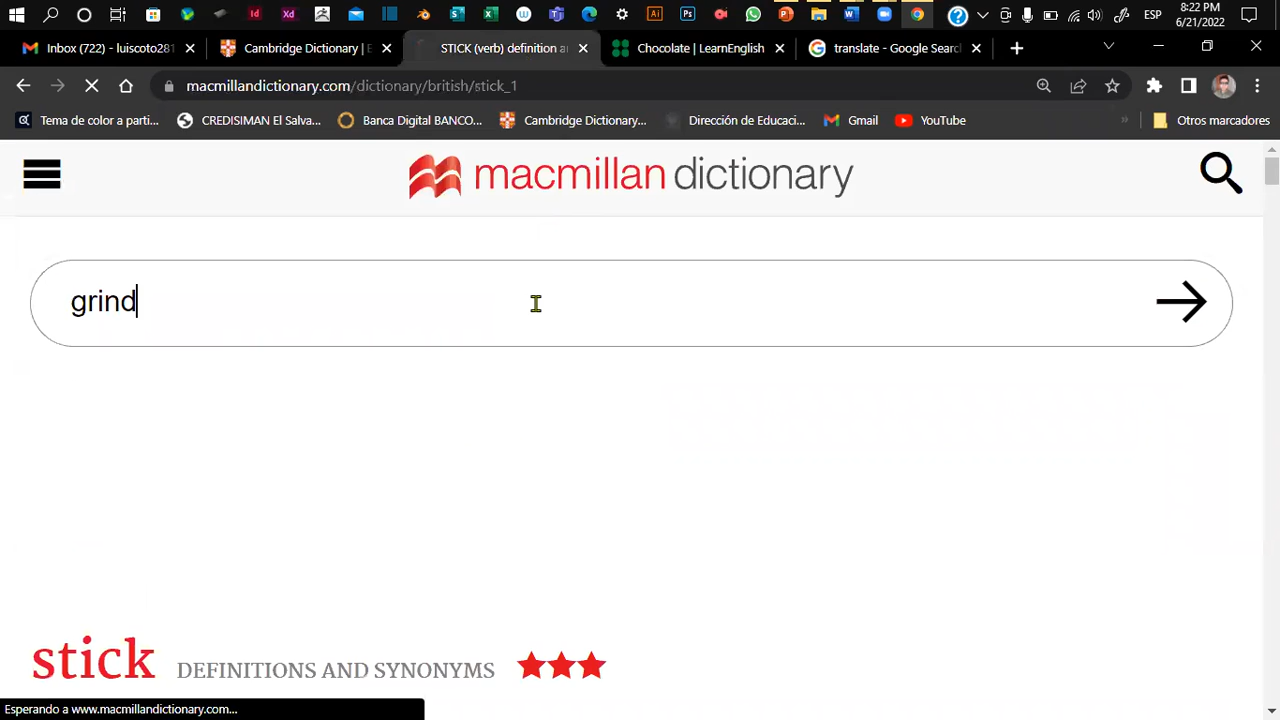 8:22 PM
ESP
6/21/2022
Inbox (722) - luiscoto281
Cambridge Dictionary | E
STICK (verb) definition a
Chocolate | LearnEnglish
translate - Google Searc
macmillandictionary.com/dictionary/british/stick_1
Tema de color a parti...
CREDISIMAN El Salva...
Banca Digital BANCO...
Cambridge Dictionary...
Dirección de Educaci...
Gmail
YouTube
Otros marcadores
macmillan dictionary
grind
stick DEFINITIONS AND SYNONYMS
Esperando a www.macmillandictionary.com...